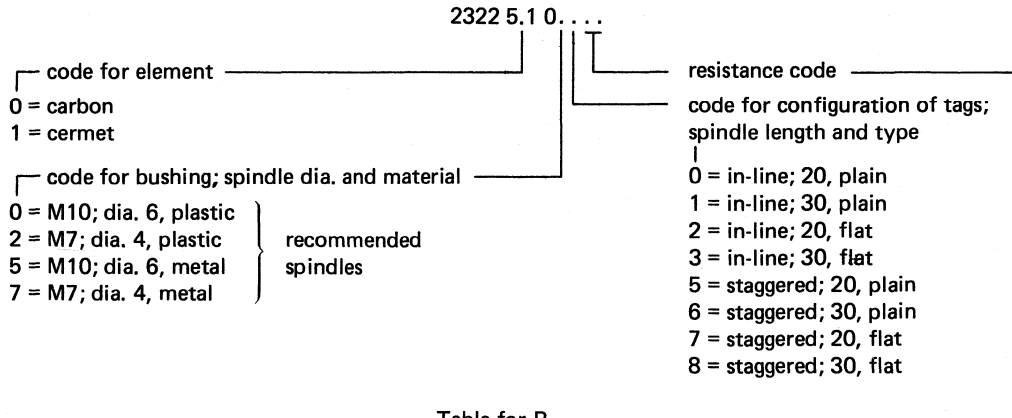 2322 5.1 0. . . .
code for element
0 = carbon
1 = cermet
code for bushing; spindle dia. and material
0 = M10; dia. 6, plastic
2 = M7; dia. 4, plastic
5 = M10; dia. 6, metal
7 = M7; dia. 4, metal
recommended
spindles
resistance code
code for configuration of tags;
spindle length and type
0 = in-line; 20, plain
1 = in-line; 30, plain
2 = in-line; 20, flat
3 = in-line; 30, flat
5 = staggered; 20, plain
6 = staggered; 30, plain
7 = staggered; 20, flat
8 = staggered; 30, flat
Table for R